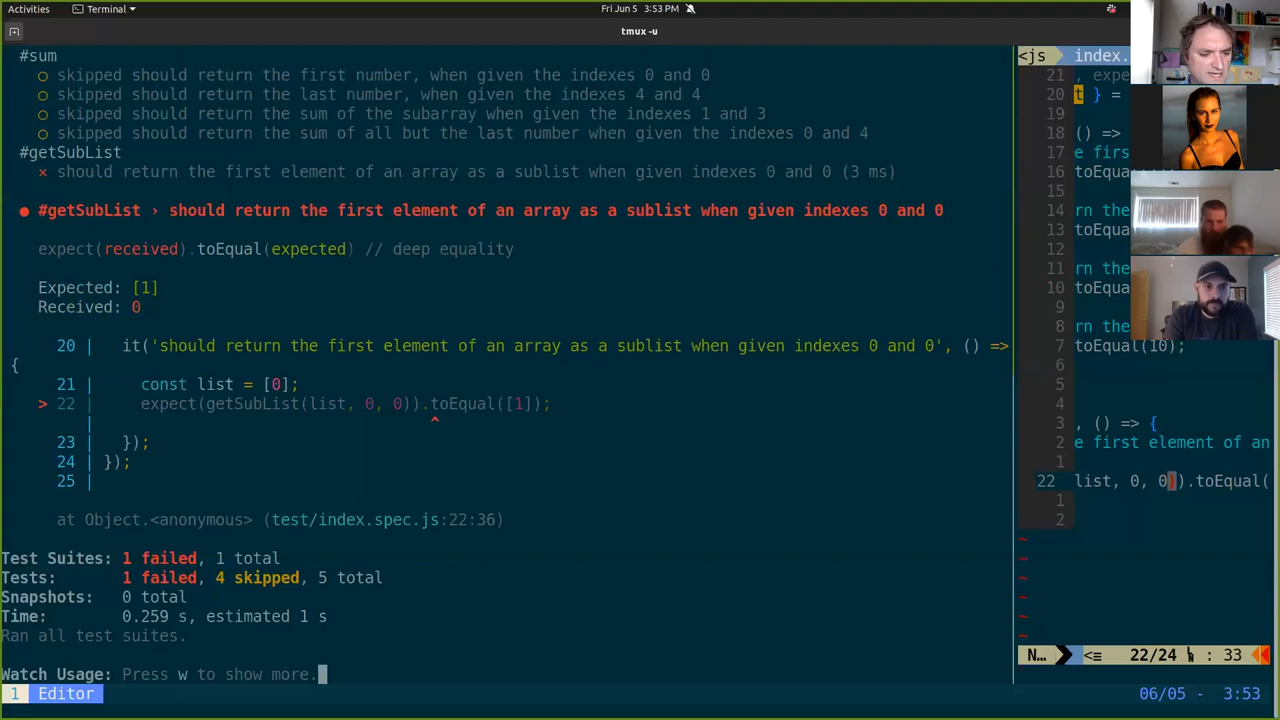 Activities
Terminal
Fri Jun 5 3:53 PM
tmux -u
#sum
○ skipped should return the first number, when given the indexes 0 and 0
○ skipped should return the last number, when given the indexes 4 and 4
○ skipped should return the sum of the subarray when given the indexes 1 and 3
○ skipped should return the sum of all but the last number when given the indexes 0 and 4
#getSubList
✕ should return the first element of an array as a sublist when given indexes 0 and 0 (3 ms)
● #getSubList › should return the first element of an array as a sublist when given indexes 0 and 0
expect(received).toEqual(expected) // deep equality
Expected: [1]
Received: 0
20 | it('should return the first element of an array as a sublist when given indexes 0 and 0', () =>
{
21 | const list = [0];
> 22 | expect(getSubList(list, 0, 0)).toEqual([1]);
| ^
23 | });
24 | });
25 |
at Object.<anonymous> (test/index.spec.js:22:36)
Test Suites: 1 failed, 1 total
Tests: 1 failed, 4 skipped, 5 total
Snapshots: 0 total
Time: 0.259 s, estimated 1 s
Ran all test suites.
Watch Usage: Press w to show more.
1 Editor
06/05 - 3:53
<js index.
21 , expe
20 t } =
19
18 () =>
17 e firs
16 toEqua
15
14 rn the
13 toEqua
12
11 rn the
10 toEqua
9
8 rn the
7 toEqual(10);
6
5
4
3 , () => {
2 e first element of an
1
22 list, 0, 0)).toEqual(
1
2
~
~
~
~
~
~
N… <≡ 22/24 : 33